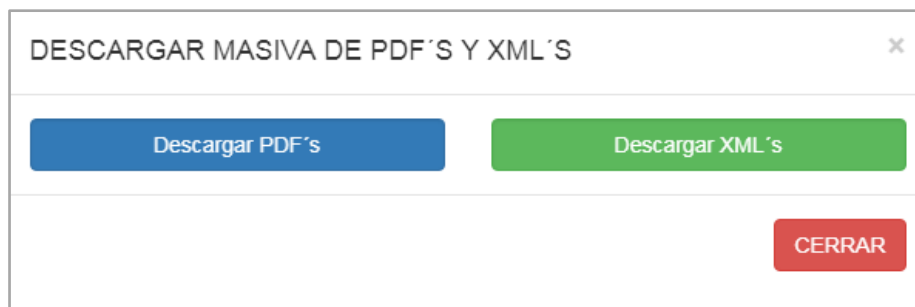 DESCARGAR MASIVA DE PDF´S Y XML´S ×
Descargar PDF´s Descargar XML´s
CERRAR